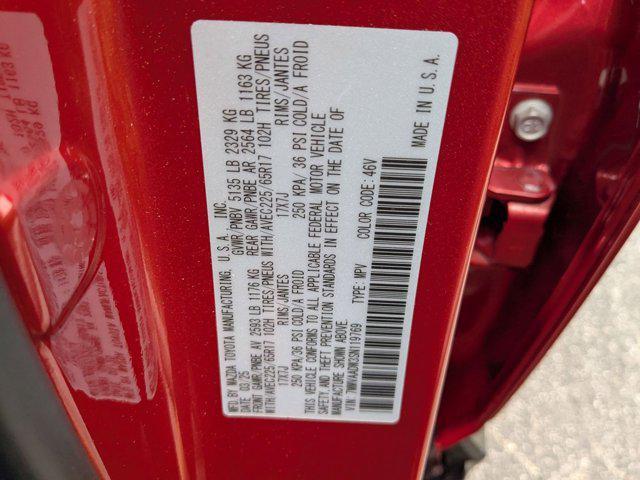 MFD. BY MAZDA TOYOTA MANUFACTURING, U.S.A., INC.
DATE 03/25 GVWR/PNBV 5135 LB 2329 KG
FRONT GAWR/PNBE AV 2593 LB 1176 KG REAR GAWR/PNBE AR 2564 LB 1163 KG
WITH/AVEC225/65R17 102H TIRES/PNEUS WITH/AVEC225/65R17 102H TIRES/PNEUS
17X7J RIMS/JANTES 17X7J RIMS/JANTES
250 KPA/36 PSI COLD/A FROID 250 KPA/ 36 PSI COLD/A FROID
THIS VEHICLE CONFORMS TO ALL APPLICABLE FEDERAL MOTOR VEHICLE
SAFETY, AND THEFT PREVENTION STANDARDS IN EFFECT ON THE DATE OF
MANUFACTURE SHOWN ABOVE.
TYPE: MPV COLOR CODE: 46V
MADE IN U.S.A.